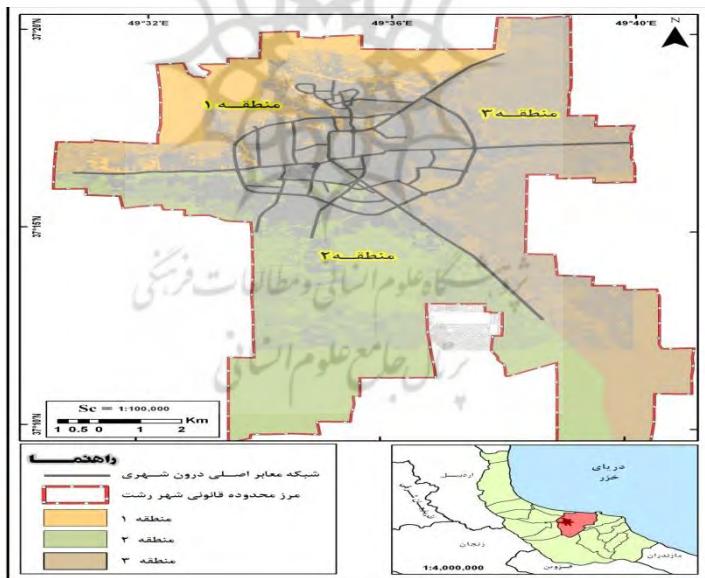 49°32'E
49°36'E
49°40'E
37°20'
37°15'
37°10'
N
منطقه ۱
منطقه ۳
منطقه ۲
پژوهشگاه علوم انسانی و مطالعات فرهنگی
پرتال جامع علوم انسانی
Sc = 1:100,000
1 0.5 0 1 2 Km
راهنما
شبکه معابر اصلی درون شهری
مرز محدوده قانونی شهر رشت
منطقه ۱
منطقه ۲
منطقه ۳
دریای
خزر
اردبیل
زنجان
قزوین
مازندران
1:4,000,000